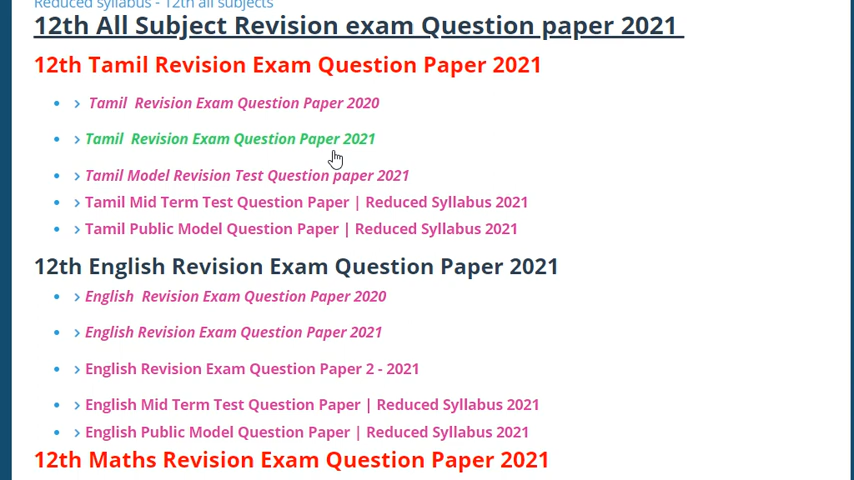 Reduced syllabus - 12th all subjects
12th All Subject Revision exam Question paper 2021
12th Tamil Revision Exam Question Paper 2021
Tamil Revision Exam Question Paper 2020
Tamil Revision Exam Question Paper 2021
Tamil Model Revision Test Question paper 2021
Tamil Mid Term Test Question Paper | Reduced Syllabus 2021
Tamil Public Model Question Paper | Reduced Syllabus 2021
12th English Revision Exam Question Paper 2021
English Revision Exam Question Paper 2020
English Revision Exam Question Paper 2021
English Revision Exam Question Paper 2 - 2021
English Mid Term Test Question Paper | Reduced Syllabus 2021
English Public Model Question Paper | Reduced Syllabus 2021
12th Maths Revision Exam Question Paper 2021